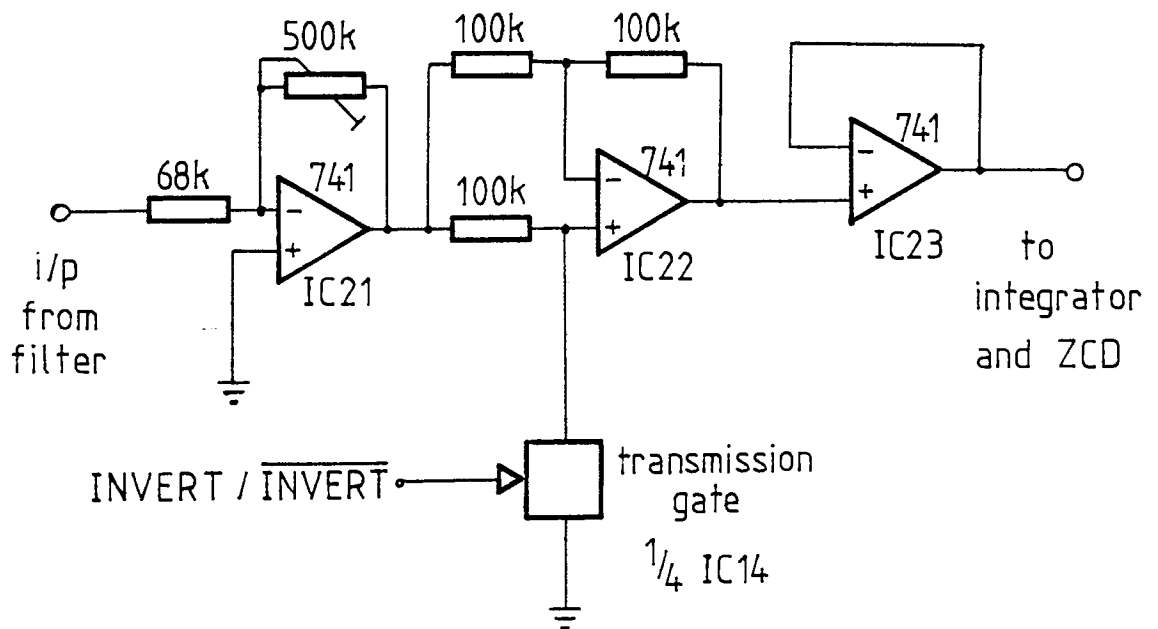 500k
100k
100k
68k
741
IC21
100k
741
IC22
741
IC23
i/p
from
filter
to
integrator
and ZCD
INVERT / INVERT
transmission
gate
1/4 IC14